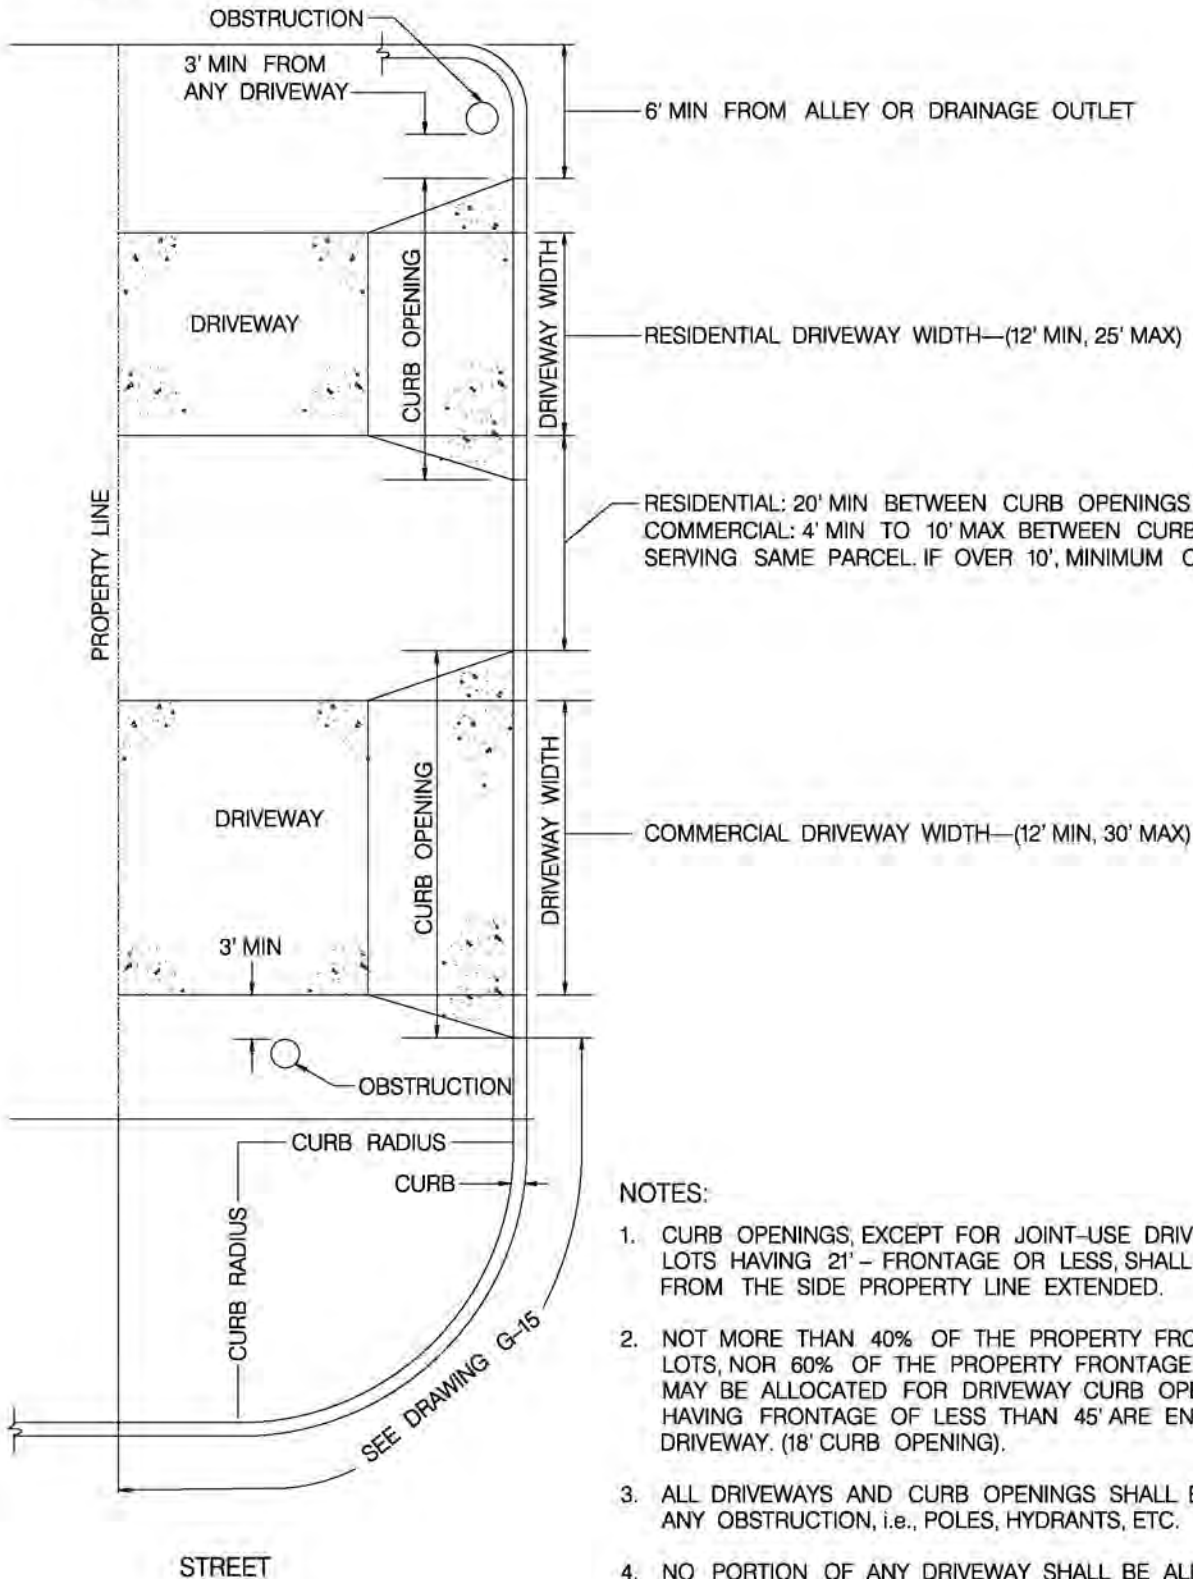 OBSTRUCTION
3' MIN FROM
ANY DRIVEWAY
6' MIN FROM ALLEY OR DRAINAGE OUTLET
DRIVEWAY
CURB OPENING
DRIVEWAY WIDTH
RESIDENTIAL DRIVEWAY WIDTH—(12' MIN, 25' MAX)
PROPERTY LINE
RESIDENTIAL: 20' MIN BETWEEN CURB OPENINGS
COMMERCIAL: 4' MIN TO 10' MAX BETWEEN CURB
SERVING SAME PARCEL. IF OVER 10', MINIMUM
DRIVEWAY
CURB OPENING
DRIVEWAY WIDTH
COMMERCIAL DRIVEWAY WIDTH—(12' MIN, 30' MAX)
3' MIN
OBSTRUCTION
CURB RADIUS
CURB
CURB RADIUS
SEE DRAWING G-15
STREET
NOTES:
1. CURB OPENINGS, EXCEPT FOR JOINT-USE
LOTS HAVING 21' - FRONTAGE OR LESS, SHALL
FROM THE SIDE PROPERTY LINE EXTENDED.
2. NOT MORE THAN 40% OF THE PROPERTY
LOTS, NOR 60% OF THE PROPERTY FRONTAGE
MAY BE ALLOCATED FOR DRIVEWAY CURB
HAVING FRONTAGE OF LESS THAN 45' ARE
DRIVEWAY. (18' CURB OPENING).
3. ALL DRIVEWAYS AND CURB OPENINGS SHALL
ANY OBSTRUCTION, i.e., POLES, HYDRANTS, ETC.
4. NO PORTION OF ANY DRIVEWAY SHALL BE